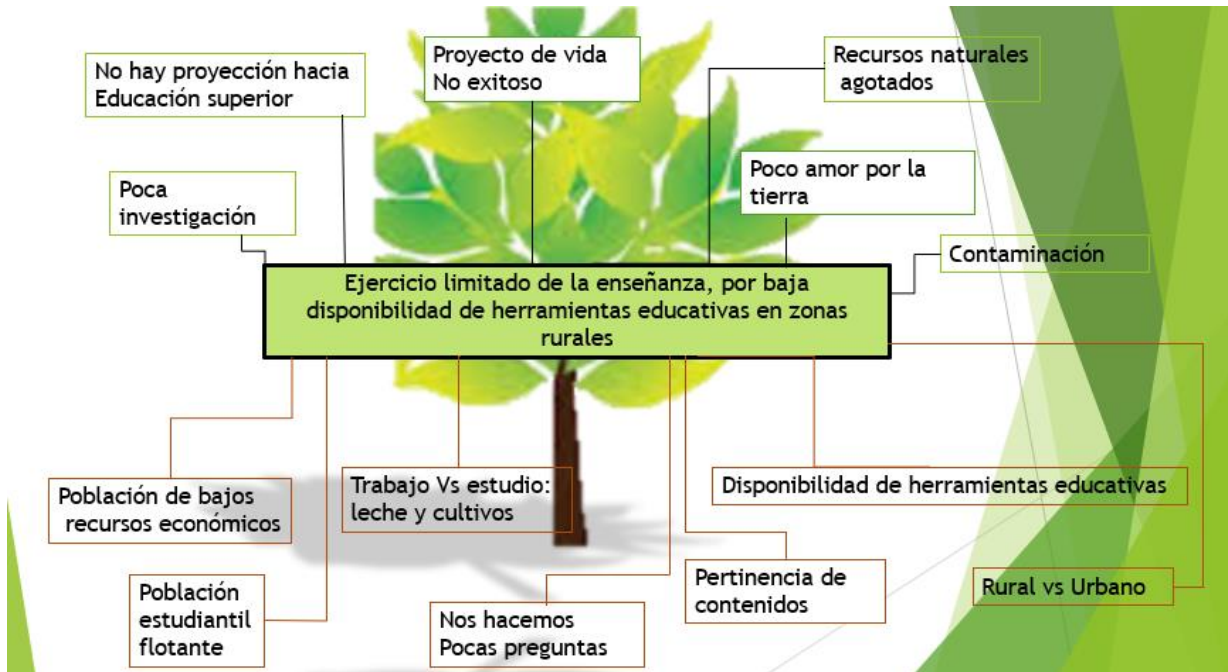 No hay proyección hacia
Educación superior
Proyecto de vida
No exitoso
Recursos naturales
agotados
Poca
investigación
Poco amor por la
tierra
Contaminación
Ejercicio limitado de la enseñanza, por baja
disponibilidad de herramientas educativas en zonas
rurales
Población de bajos
recursos económicos
Trabajo Vs estudio:
leche y cultivos
Disponibilidad de herramientas educativas
Población
estudiantil
flotante
Nos hacemos
Pocas preguntas
Pertinencia de
contenidos
Rural vs Urbano